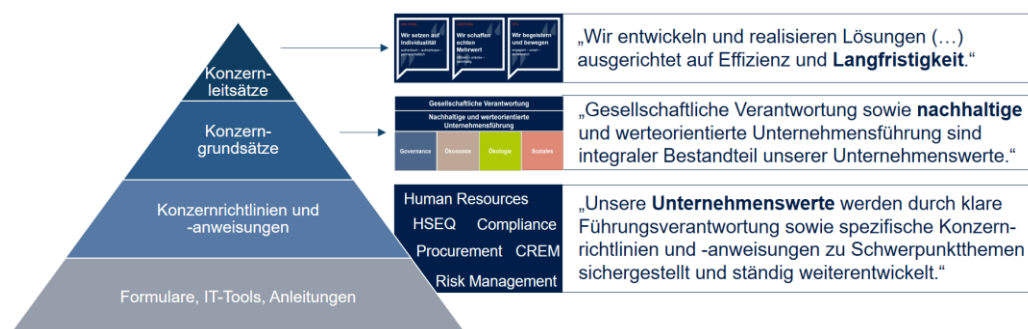 Konzern-
leitsätze
Konzern-
grundsätze
Konzernrichtlinien und
-anweisungen
Formulare, IT-Tools, Anleitungen
Wir setzen auf
Individualität
Wir schaffen
echten
Mehrwert
Wir begeistern
und bewegen
Gesellschaftliche Verantwortung
Nachhaltige und werteorientierte
Unternehmensführung
Governance
Ökonomie
Ökologie
Soziales
Human Resources
HSEQ Compliance
Procurement CREM
Risk Management
„Wir entwickeln und realisieren Lösungen (…)
ausgerichtet auf Effizienz und Langfristigkeit.“
„Gesellschaftliche Verantwortung sowie nachhaltige
und werteorientierte Unternehmensführung sind
integraler Bestandteil unserer Unternehmenswerte.“
„Unsere Unternehmenswerte werden durch klare
Führungsverantwortung sowie spezifische Konzern-
richtlinien und -anweisungen zu Schwerpunktthemen
sichergestellt und ständig weiterentwickelt.“